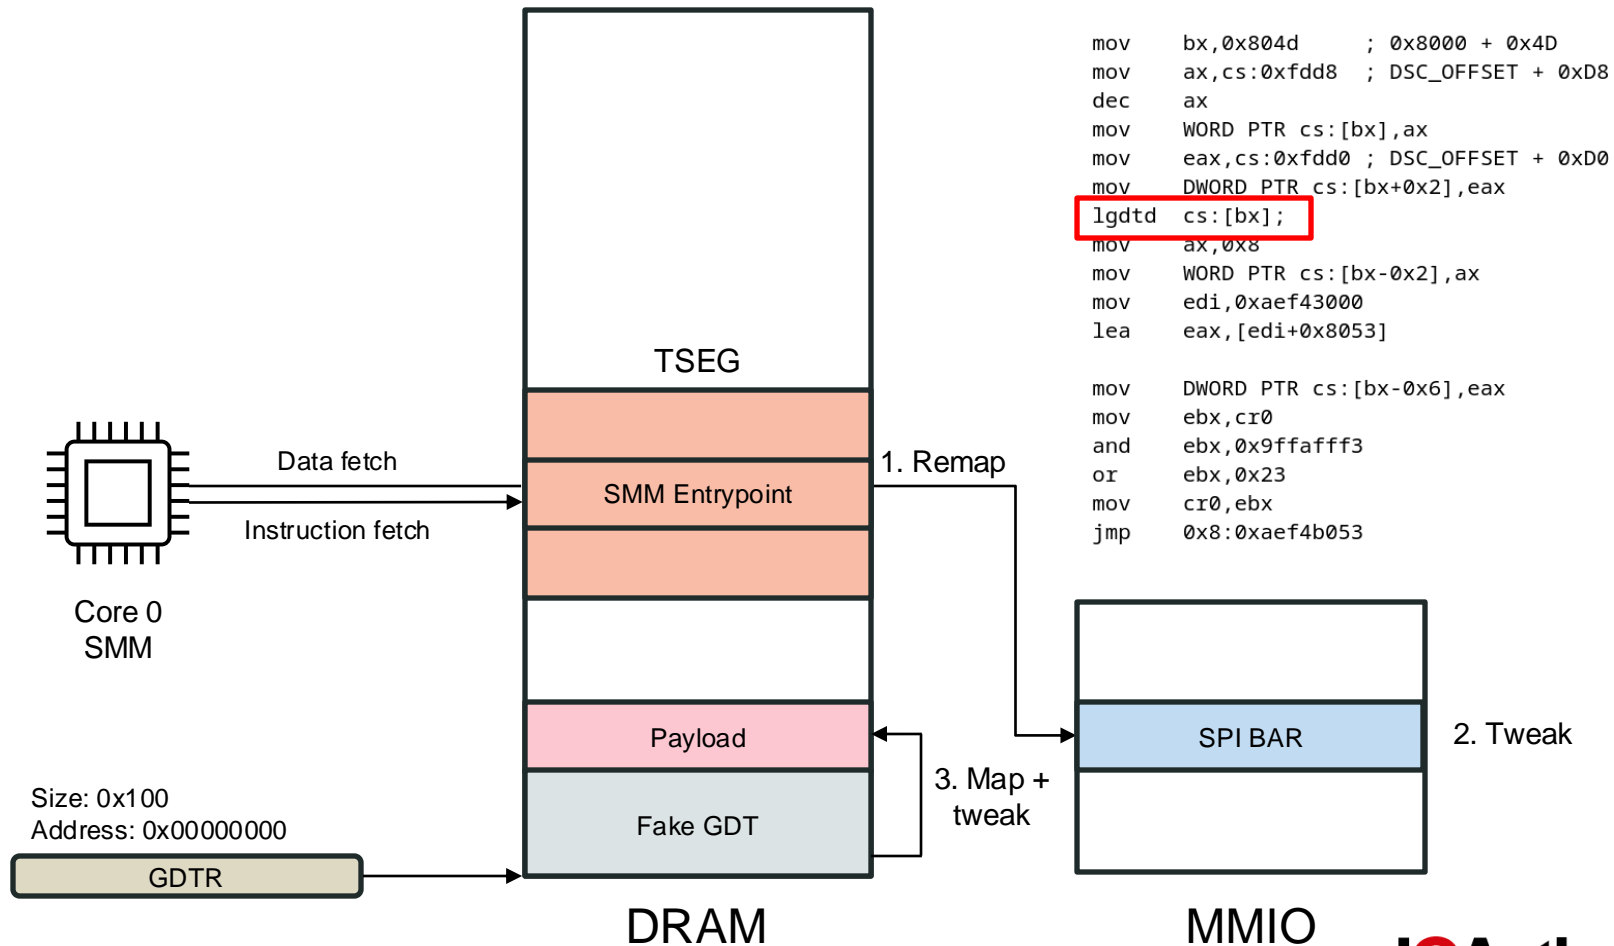 mov bx,0x804d ; 0x8000 + 0x4D
mov ax,cs:0xfdd8 ; DSC_OFFSET + 0xD8
dec ax
mov WORD PTR cs:[bx],ax
mov eax,cs:0xfdd0 ; DSC_OFFSET + 0xD0
mov DWORD PTR cs:[bx+0x2],eax
lgdtd cs:[bx];
mov ax,0x8
mov WORD PTR cs:[bx-0x2],ax
mov edi,0xaef43000
lea eax,[edi+0x8053]
mov DWORD PTR cs:[bx-0x6],eax
mov ebx,cr0
and ebx,0x9ffafff3
or ebx,0x23
mov cr0,ebx
jmp 0x8:0xaef4b053
TSEG
Data fetch
Instruction fetch
SMM Entrypoint
1. Remap
Core 0
SMM
Payload
SPI BAR
2. Tweak
3. Map +
tweak
Size: 0x100
Address: 0x00000000
GDTR
Fake GDT
DRAM
MMIO